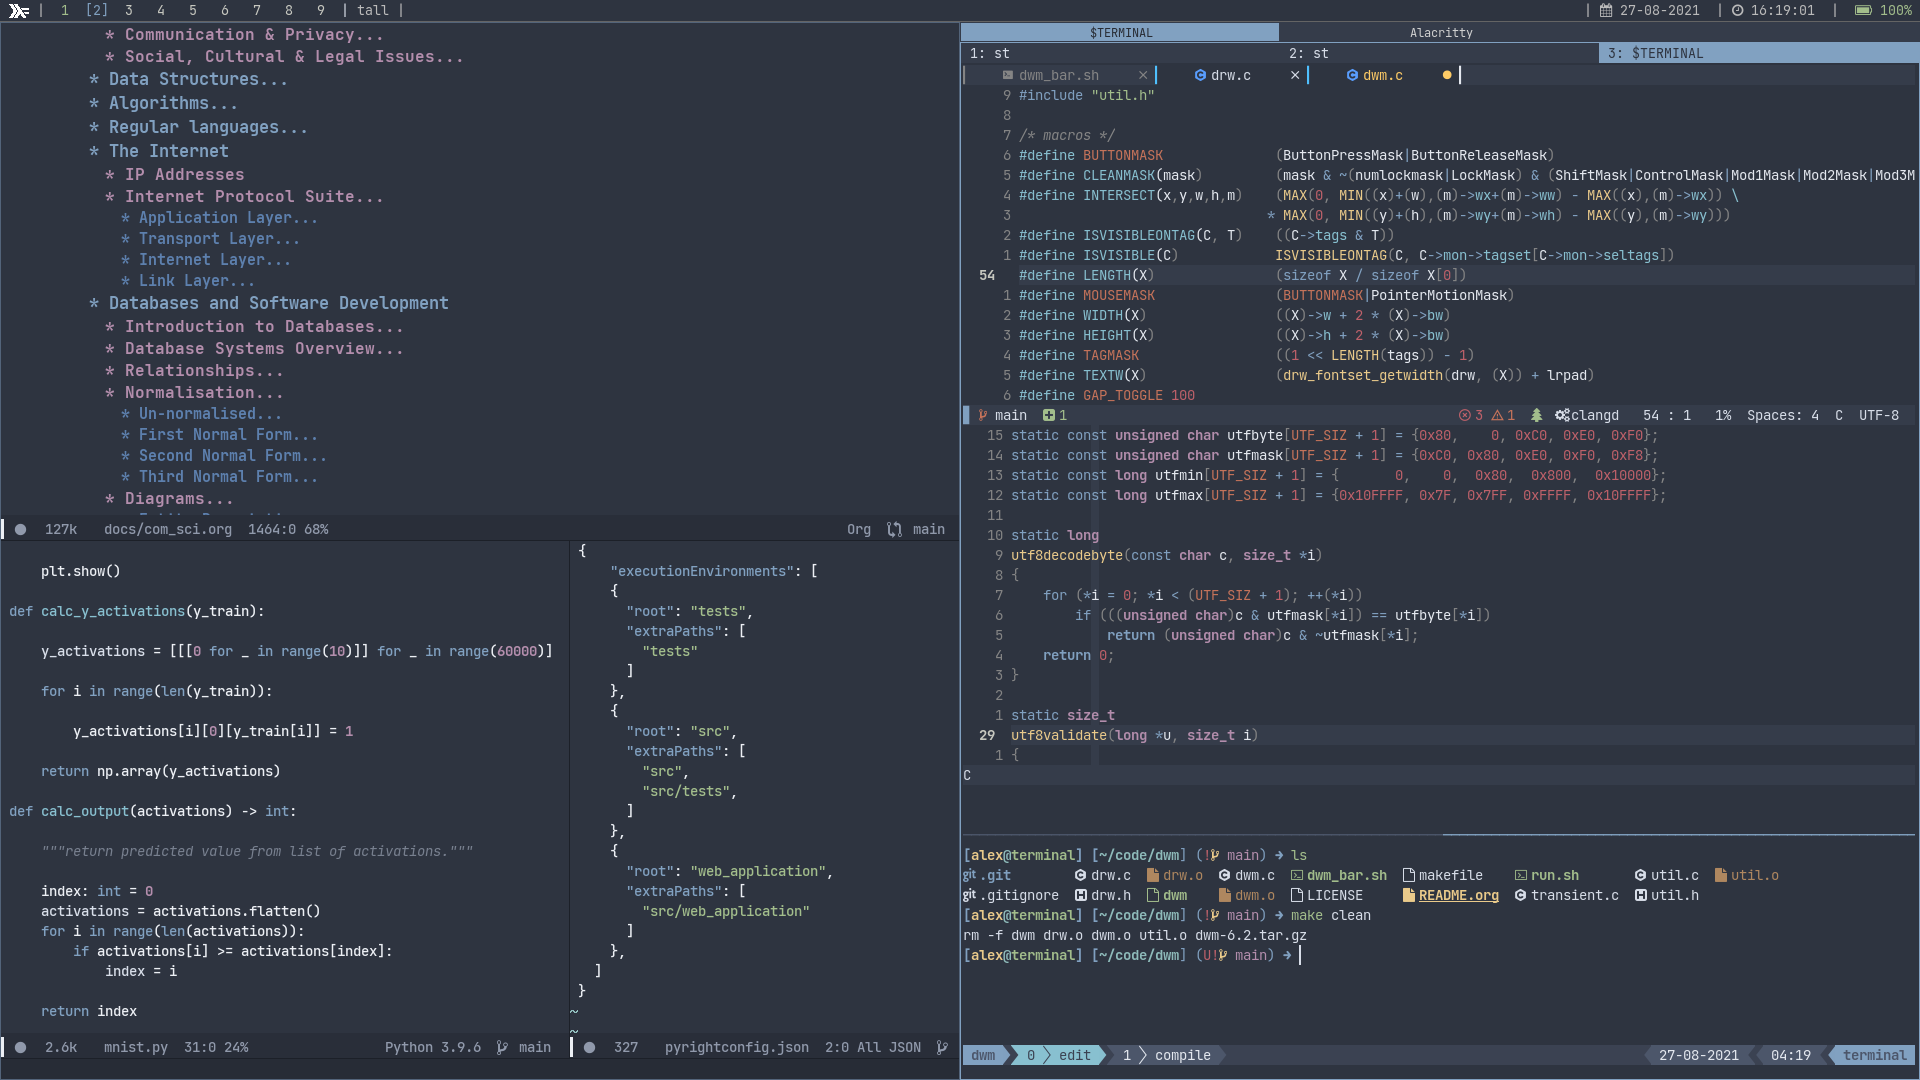 | 1 [2] 3 4 5 6 7 8 9 | tall |
| 27-08-2021 | 16:19:01 | 100%
* Communication & Privacy...
* Social, Cultural & Legal Issues...
* Data Structures...
* Algorithms...
* Regular languages...
* The Internet
* IP Addresses
* Internet Protocol Suite...
* Application Layer...
* Transport Layer...
* Internet Layer...
* Link Layer...
* Databases and Software Development
* Introduction to Databases...
* Database Systems Overview...
* Relationships...
* Normalisation...
* Un-normalised...
* First Normal Form...
* Second Normal Form...
* Third Normal Form...
* Diagrams...
127k docs/com_sci.org 1464:0 68% Org main
plt.show()
def calc_y_activations(y_train):
y_activations = [[[0 for _ in range(10)]] for _ in range(60000)]
for i in range(len(y_train)):
y_activations[i][0][y_train[i]] = 1
return np.array(y_activations)
def calc_output(activations) -> int:
"""return predicted value from list of activations."""
index: int = 0
activations = activations.flatten()
for i in range(len(activations)):
if activations[i] >= activations[index]:
index = i
return index
2.6k mnist.py 31:0 24% Python 3.9.6 main
{
"executionEnvironments": [
{
"root": "tests",
"extraPaths": [
"tests"
]
},
{
"root": "src",
"extraPaths": [
"src",
"src/tests",
]
},
{
"root": "web_application",
"extraPaths": [
"src/web_application"
]
},
]
}
~
~
327 pyrightconfig.json 2:0 All JSON
$TERMINAL Alacritty
1: st 2: st 3: $TERMINAL
dwm_bar.sh × drw.c × dwm.c
9 #include "util.h"
8
7 /* macros */
6 #define BUTTONMASK (ButtonPressMask|ButtonReleaseMask)
5 #define CLEANMASK(mask) (mask & ~(numlockmask|LockMask) & (ShiftMask|ControlMask|Mod1Mask|Mod2Mask|Mod3M
4 #define INTERSECT(x,y,w,h,m) (MAX(0, MIN((x)+(w),(m)->wx+(m)->ww) - MAX((x),(m)->wx)) \
3 * MAX(0, MIN((y)+(h),(m)->wy+(m)->wh) - MAX((y),(m)->wy)))
2 #define ISVISIBLEONTAG(C, T) ((C->tags & T))
1 #define ISVISIBLE(C) ISVISIBLEONTAG(C, C->mon->tagset[C->mon->seltags])
54 #define LENGTH(X) (sizeof X / sizeof X[0])
1 #define MOUSEMASK (BUTTONMASK|PointerMotionMask)
2 #define WIDTH(X) ((X)->w + 2 * (X)->bw)
3 #define HEIGHT(X) ((X)->h + 2 * (X)->bw)
4 #define TAGMASK ((1 << LENGTH(tags)) - 1)
5 #define TEXTW(X) (drw_fontset_getwidth(drw, (X)) + lrpad)
6 #define GAP_TOGGLE 100
main 1 3 1 clangd 54 : 1 1% Spaces: 4 C UTF-8
15 static const unsigned char utfbyte[UTF_SIZ + 1] = {0x80, 0, 0xC0, 0xE0, 0xF0};
14 static const unsigned char utfmask[UTF_SIZ + 1] = {0xC0, 0x80, 0xE0, 0xF0, 0xF8};
13 static const long utfmin[UTF_SIZ + 1] = { 0, 0, 0x80, 0x800, 0x10000};
12 static const long utfmax[UTF_SIZ + 1] = {0x10FFFF, 0x7F, 0x7FF, 0xFFFF, 0x10FFFF};
11
10 static long
9 utf8decodebyte(const char c, size_t *i)
8 {
7 for (*i = 0; *i < (UTF_SIZ + 1); ++(*i))
6 if (((unsigned char)c & utfmask[*i]) == utfbyte[*i])
5 return (unsigned char)c & ~utfmask[*i];
4 return 0;
3 }
2
1 static size_t
29 utf8validate(long *u, size_t i)
1 {
C
[alex@terminal] [~/code/dwm] (! main) → ls
git .git drw.c drw.o dwm.c dwm_bar.sh makefile run.sh util.c util.o
git .gitignore drw.h dwm dwm.o LICENSE README.org transient.c util.h
[alex@terminal] [~/code/dwm] (! main) → make clean
rm -f dwm drw.o dwm.o util.o dwm-6.2.tar.gz
[alex@terminal] [~/code/dwm] (U! main) →
dwm 0 edit 1 compile 27-08-2021 04:19 terminal